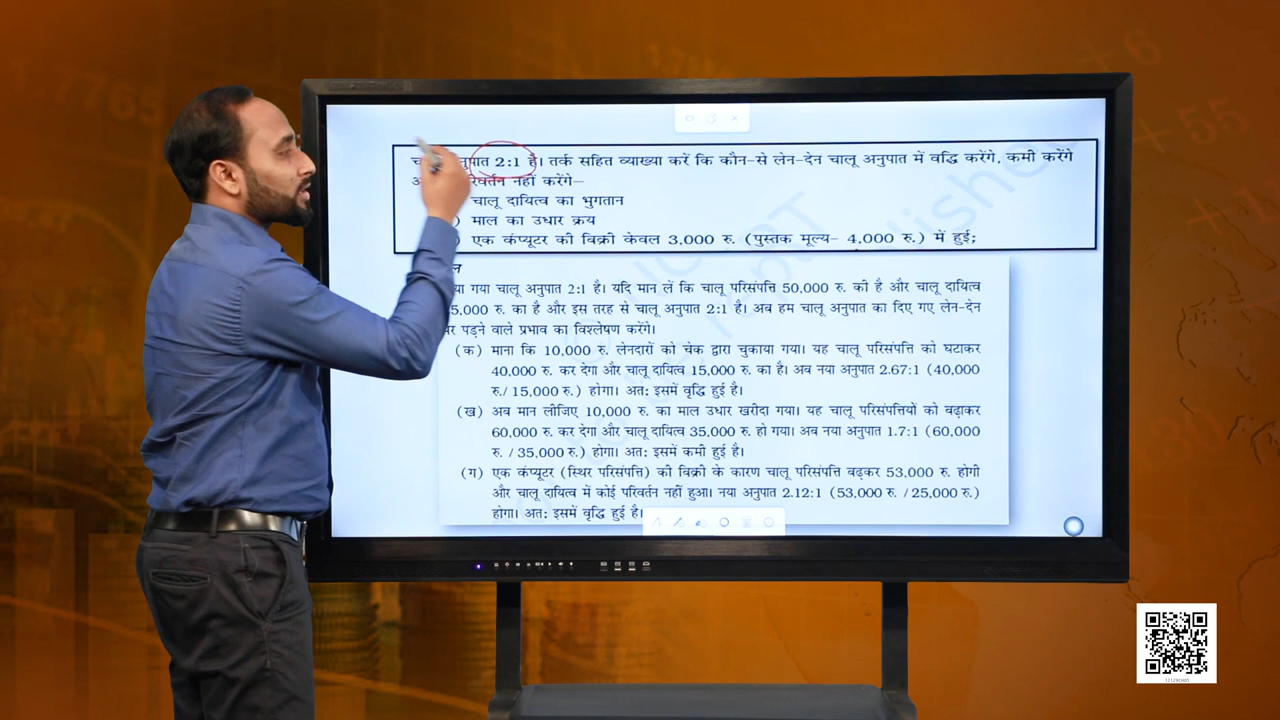 नुपात 2:1 है। तर्क सहित व्याख्या करें कि कौन-से लेन-देन चालू अनुपात में वृद्धि करेंगे, कमी करेंगे
रिवर्तन नहीं करेंगे–
चालू दायित्व का भुगतान
) माल का उधार क्रय
) एक कंप्यूटर की विक्री केवल 3,000 रु. (पुस्तक मूल्य– 4,000 रु.) में हुई;
ल
या गया चालू अनुपात 2:1 है। यदि मान लें कि चालू परिसंपत्ति 50,000 रु. की है और चालू दायित्व
5,000 रु. का है और इस तरह से चालू अनुपात 2:1 है। अब हम चालू अनुपात का दिए गए लेन-देन
पर पड़ने वाले प्रभाव का विश्लेषण करेंगे।
(क) माना कि 10,000 रु. लेनदारों को चेक द्वारा चुकाया गया। यह चालू परिसंपत्ति को घटाकर
40,000 रु. कर देगा और चालू दायित्व 15,000 रु. का है। अब नया अनुपात 2.67:1 (40,000
रु./ 15,000 रु.) होगा। अत: इसमें वृद्धि हुई है।
(ख) अब मान लीजिए 10,000 रु. का माल उधार खरीदा गया। यह चालू परिसंपत्तियों को बढ़ाकर
60,000 रु. कर देगा और चालू दायित्व 35,000 रु. हो गया। अब नया अनुपात 1.7:1 (60,000
रु. / 35,000 रु.) होगा। अत: इसमें कमी हुई है।
(ग) एक कंप्यूटर (स्थिर परिसंपत्ति) की विक्री के कारण चालू परिसंपत्ति बढ़कर 53,000 रु. होगी
और चालू दायित्व में कोई परिवर्तन नहीं हुआ। नया अनुपात 2.12:1 (53,000 रु. /25,000 रु.)
होगा। अत: इसमें वृद्धि हुई है।
12129CH05